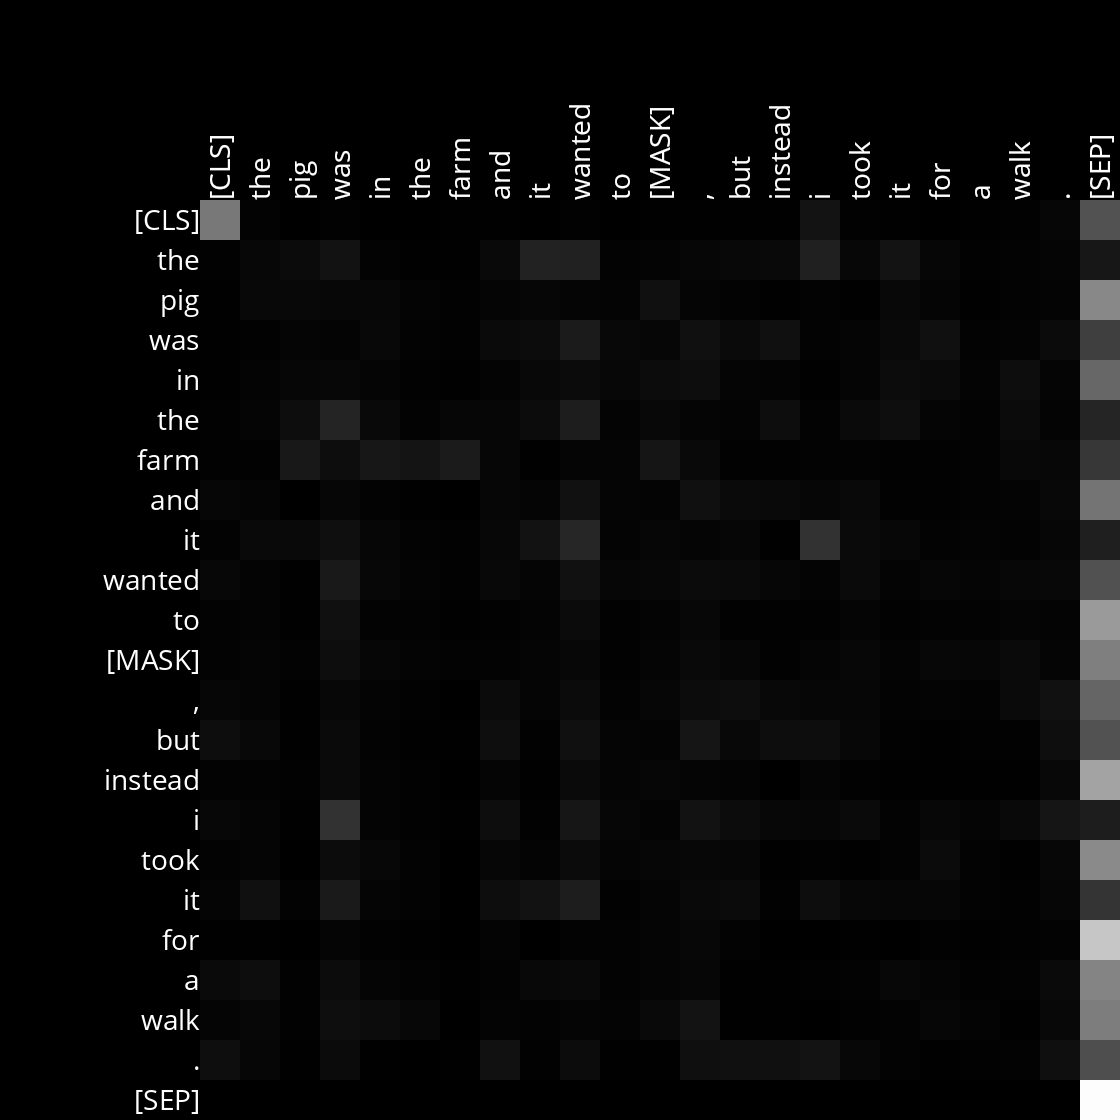 [CLS] the pig was in the farm and it wanted to [MASK] , but instead i took it for a walk . [SEP]
[CLS]
the
pig
was
in
the
farm
and
it
wanted
to
[MASK]
,
but
instead
i
took
it
for
a
walk
.
[SEP]